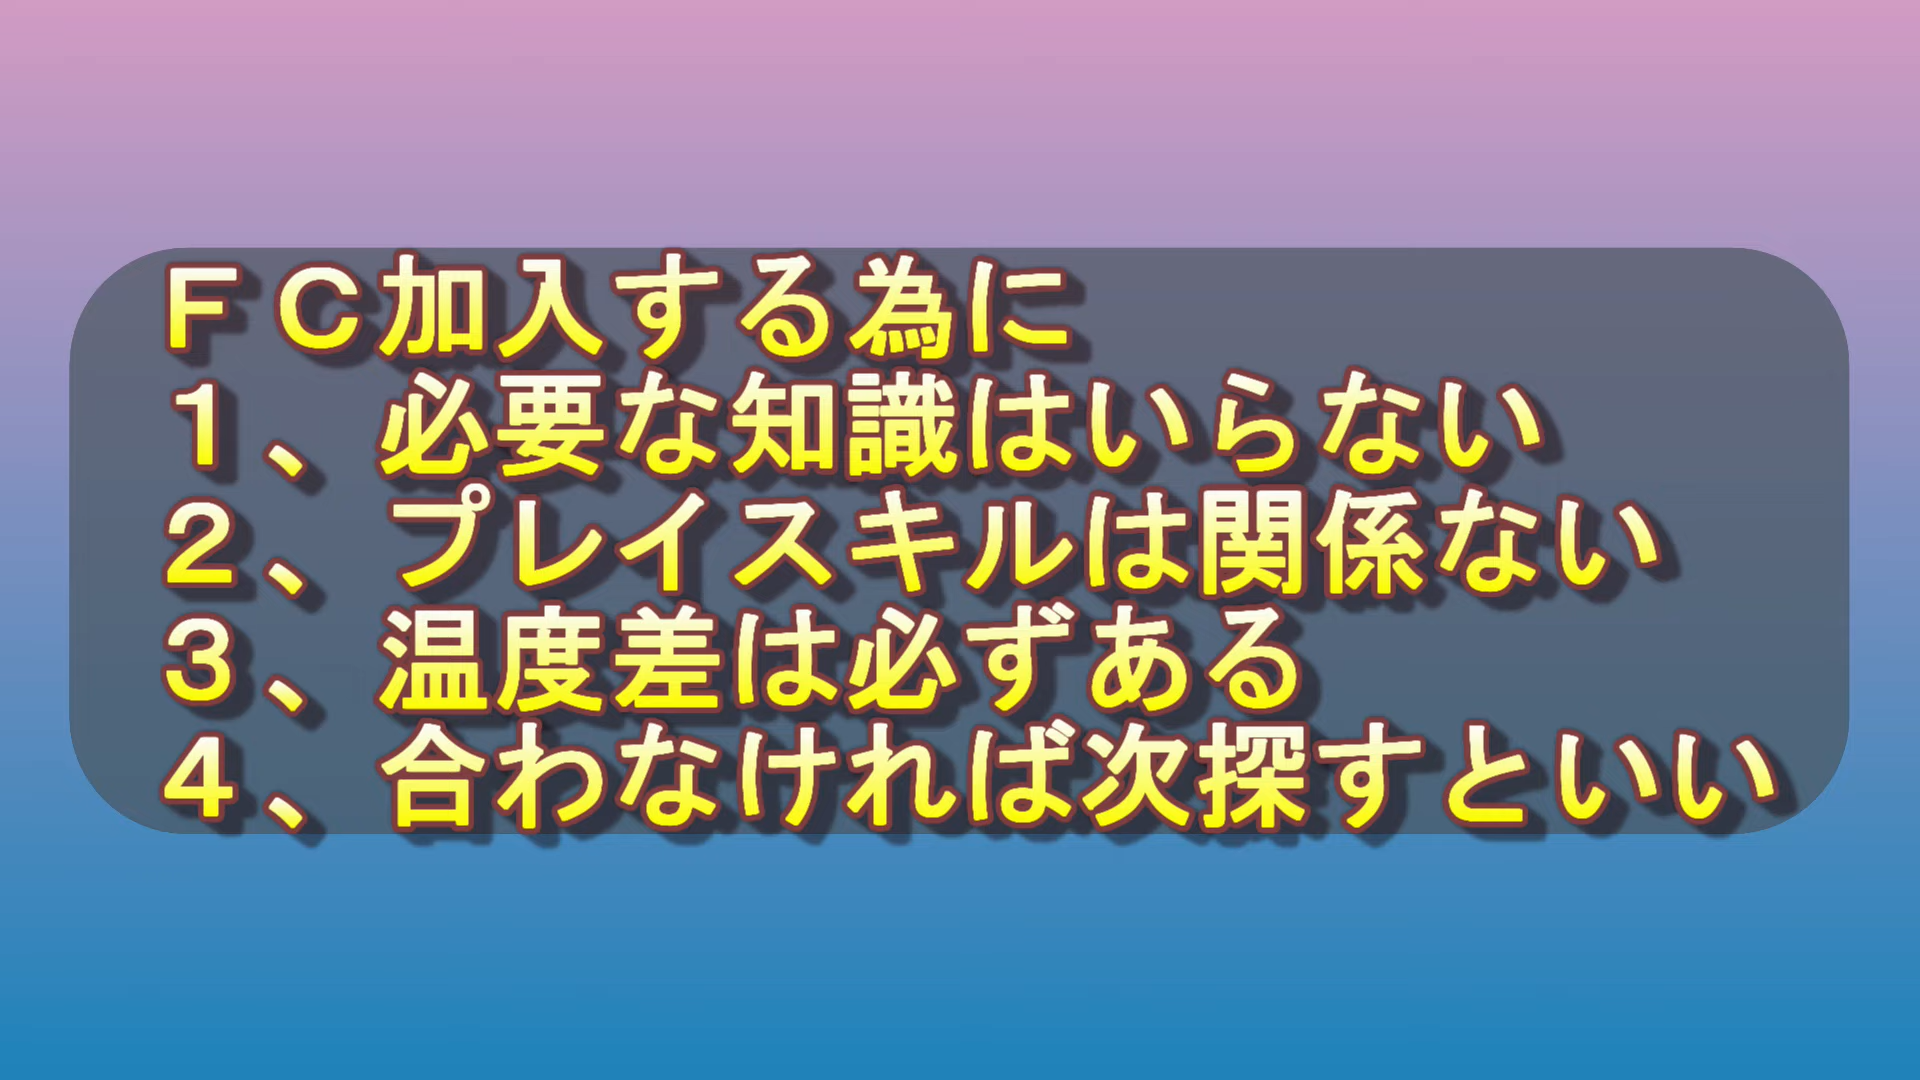 ＦＣ加入する為に
１、必要な知識はいらない
２、プレイスキルは関係ない
３、温度差は必ずある
４、合わなければ次探すといい